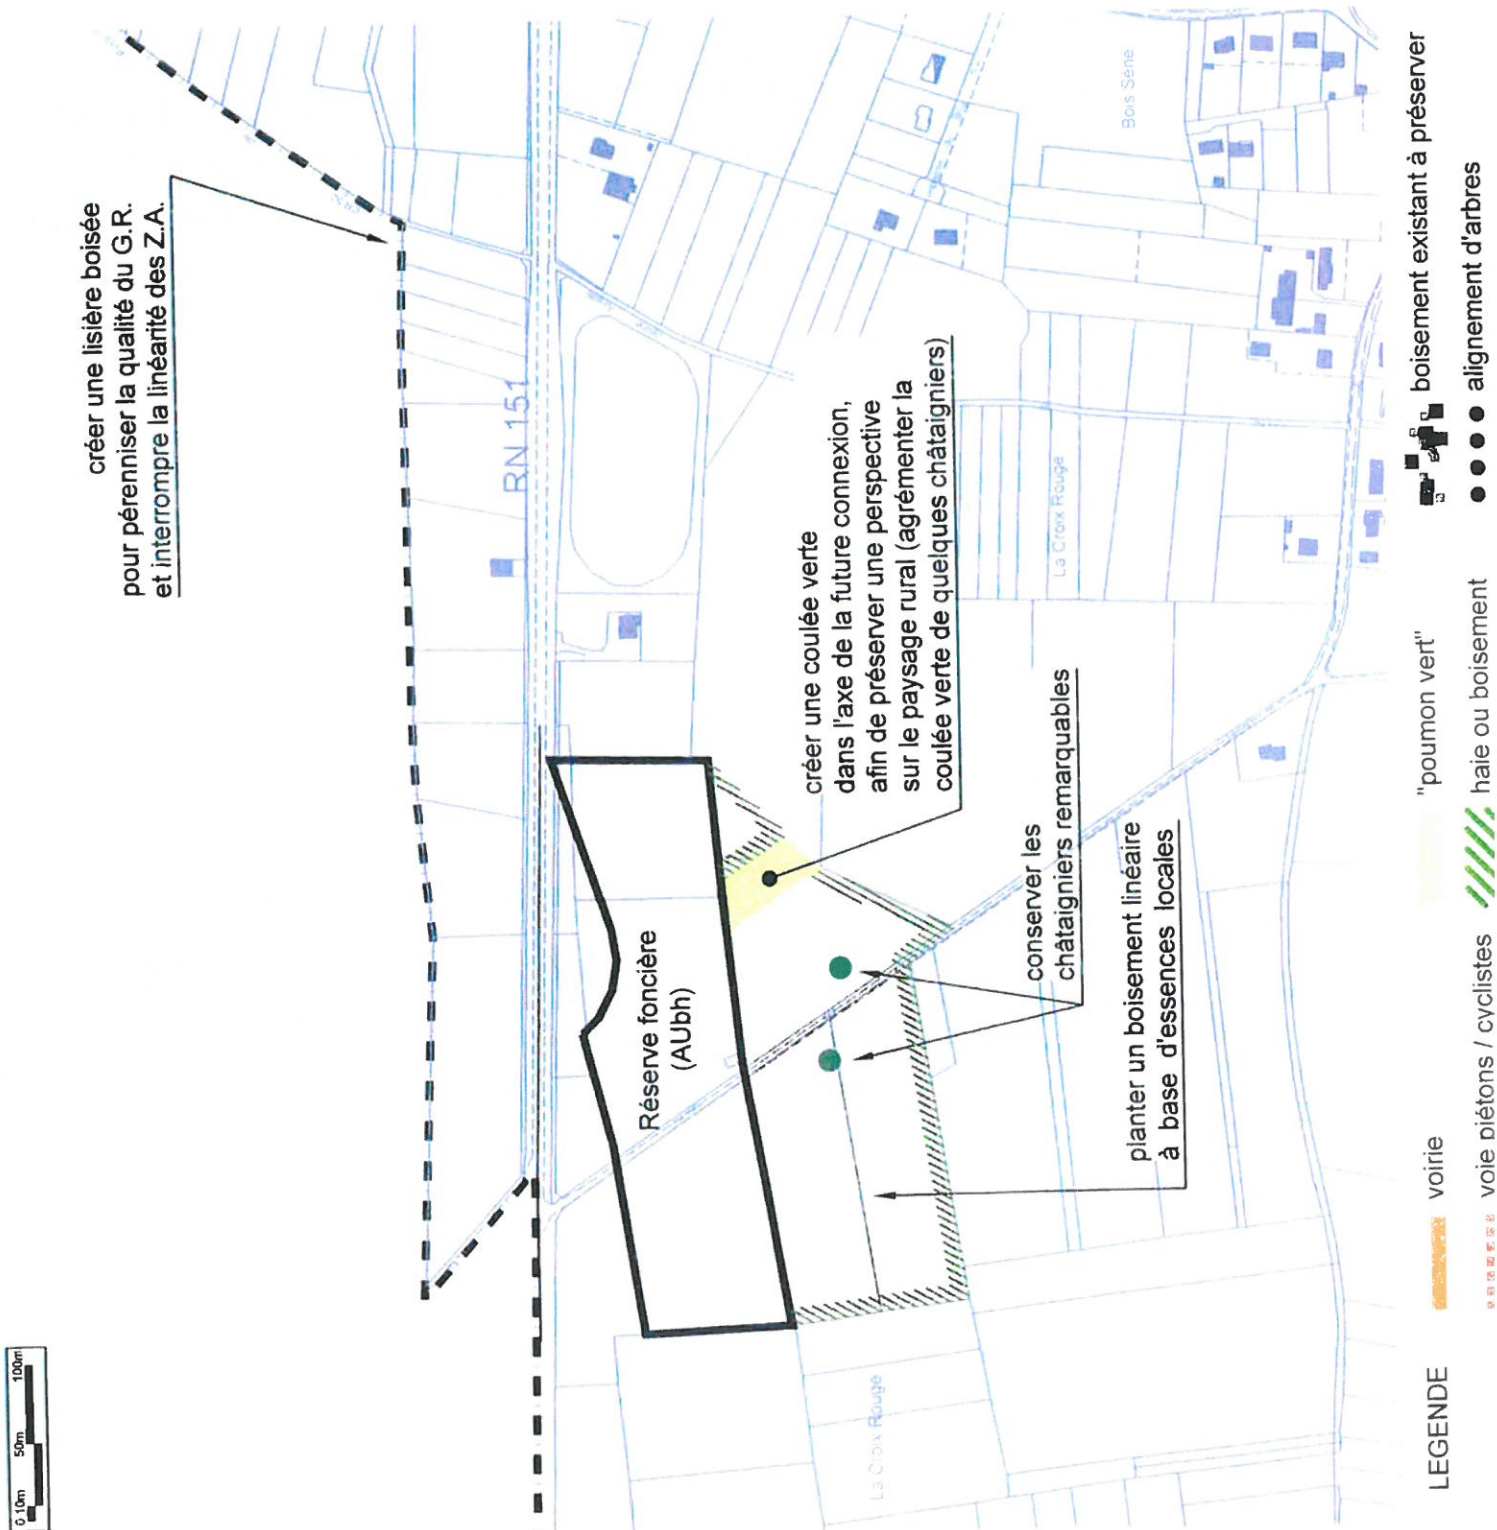 0 10m 50m 100m
créer une lisière boisée
pour pérenniser la qualité du G.R.
et interrompre la linéarité des Z.A.
RN 151
Bois Sene
créer une coulée verte
dans l'axe de la future connexion,
afin de préserver une perspective
sur le paysage rural (agrémenter la
coulée verte de quelques châtaigniers)
Réserve foncière
(AUbh)
La Croix Rouge
conserver les
châtaigniers remarquables
planter un boisement linéaire
à base d'essences locales
La Croix Rouge
LEGENDE
voirie
"poumon vert"
boisement existant à préserver
voie piétons / cyclistes
haie ou boisement
alignement d'arbres